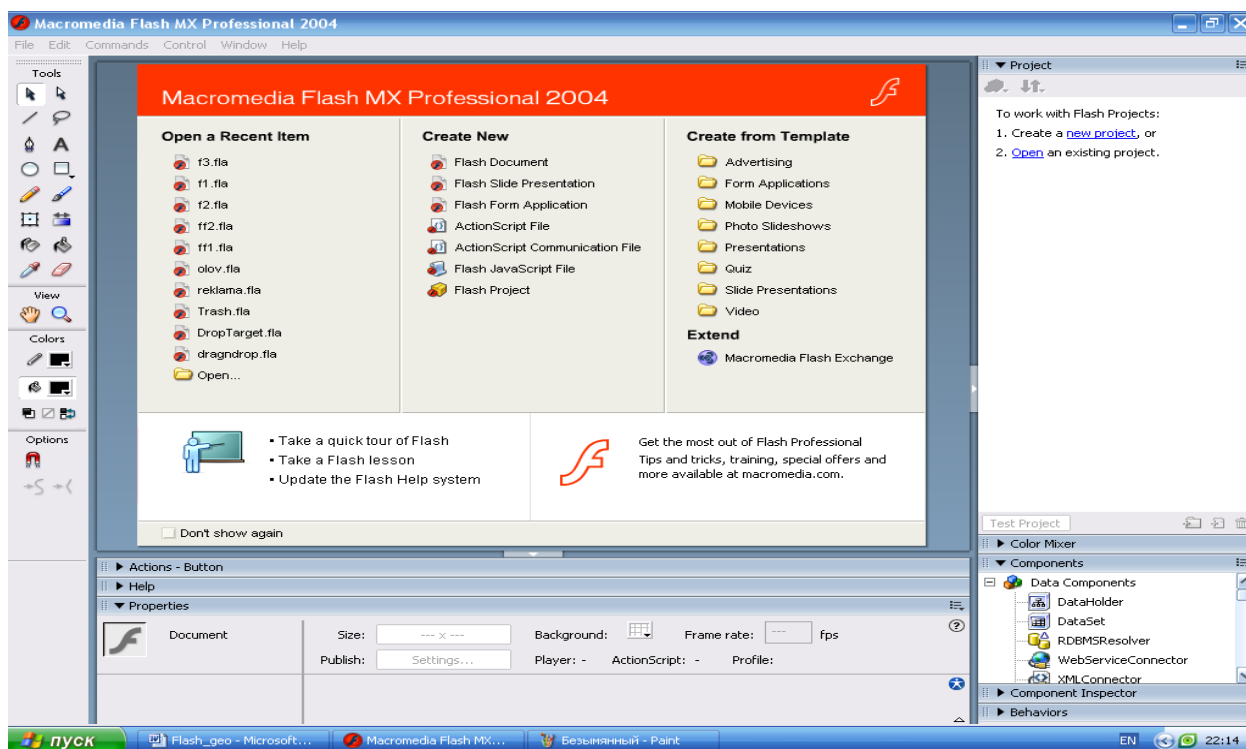 Macromedia Flash MX Professional 2004
File Edit Commands Control Window Help
Tools
View
Colors
Options
Macromedia Flash MX Professional 2004
Open a Recent Item
f3.fla
f1.fla
f2.fla
ff2.fla
ff1.fla
olov.fla
reklama.fla
Trash.fla
DropTarget.fla
dragndrop.fla
Open...
Create New
Flash Document
Flash Slide Presentation
Flash Form Application
ActionScript File
ActionScript Communication File
Flash JavaScript File
Flash Project
Create from Template
Advertising
Form Applications
Mobile Devices
Photo Slideshows
Presentations
Quiz
Slide Presentations
Video
Extend
Macromedia Flash Exchange
▪ Take a quick tour of Flash
▪ Take a Flash lesson
▪ Update the Flash Help system
Get the most out of Flash Professional
Tips and tricks, training, special offers and
more available at macromedia.com.
Don't show again
Actions - Button
Help
Properties
Document
Size: --- x ---
Background:
Frame rate: --- fps
Publish: Settings...
Player: - ActionScript: - Profile:
Project
To work with Flash Projects:
1. Create a new project, or
2. Open an existing project.
Test Project
Color Mixer
Components
Data Components
DataHolder
DataSet
RDBMSResolver
WebServiceConnector
XMLConnector
Component Inspector
Behaviors
пуск
Flash_geo - Microsoft...
Macromedia Flash MX...
Безымянный - Paint
EN
22:14